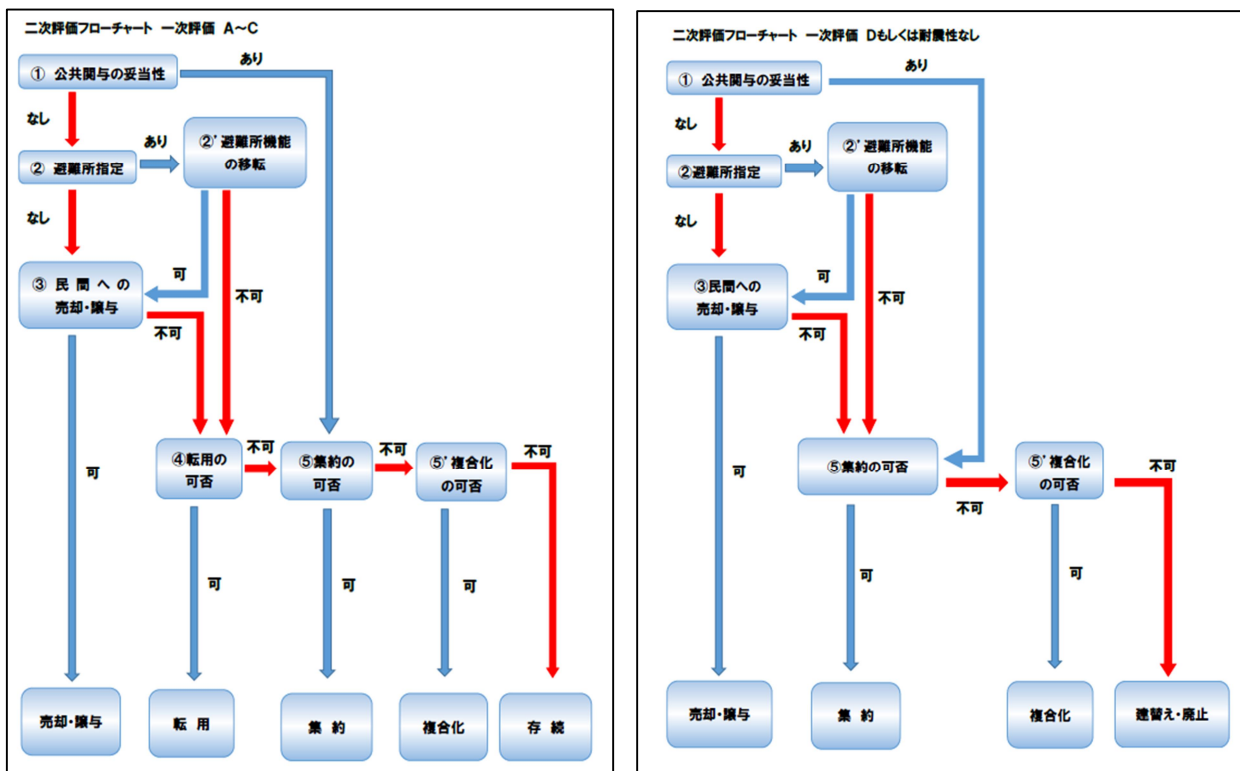 二次評価フローチャート 一次評価 A～C
① 公共関与の妥当性
あり
なし
② 避難所指定
あり
②’避難所機能
の移転
なし
③ 民 間 へ の
売却・譲与
可
不可
不可
④転用の
可否
不可
⑤集約の
可否
不可
⑤’複合化
の可否
不可
可
可
可
可
売却・譲与
転 用
集 約
複合化
存 続
二次評価フローチャート 一次評価 Dもしくは耐震性なし
① 公共関与の妥当性
あり
なし
②避難所指定
あり
②’避難所機能
の移転
なし
③民間への
売却・譲与
可
不可
不可
⑤集約の可否
不可
⑤’複合化
の可否
不可
可
可
可
売却・譲与
集 約
複合化
建替え・廃止